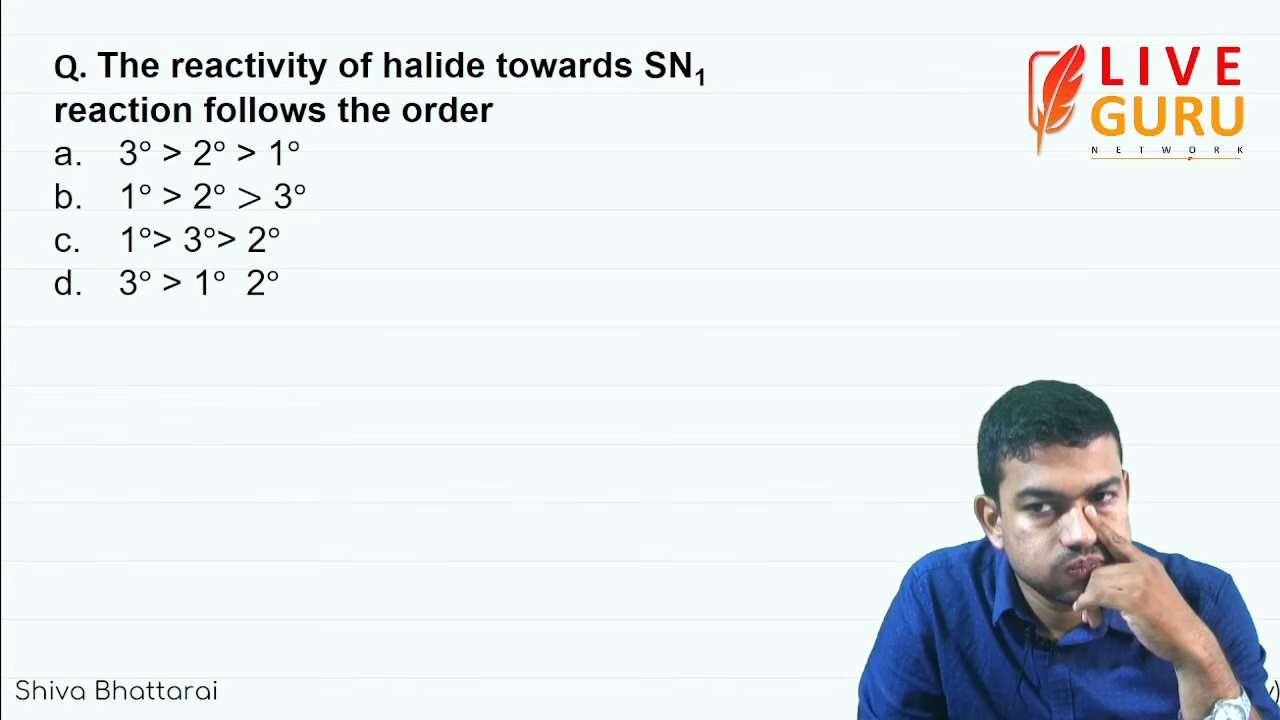 Q. The reactivity of halide towards SN₁
reaction follows the order
a. 3° > 2° > 1°
b. 1° > 2° > 3°
c. 1°> 3°> 2°
d. 3° > 1° 2°
LIVE
GURU
NETWORK
Shiva Bhattarai